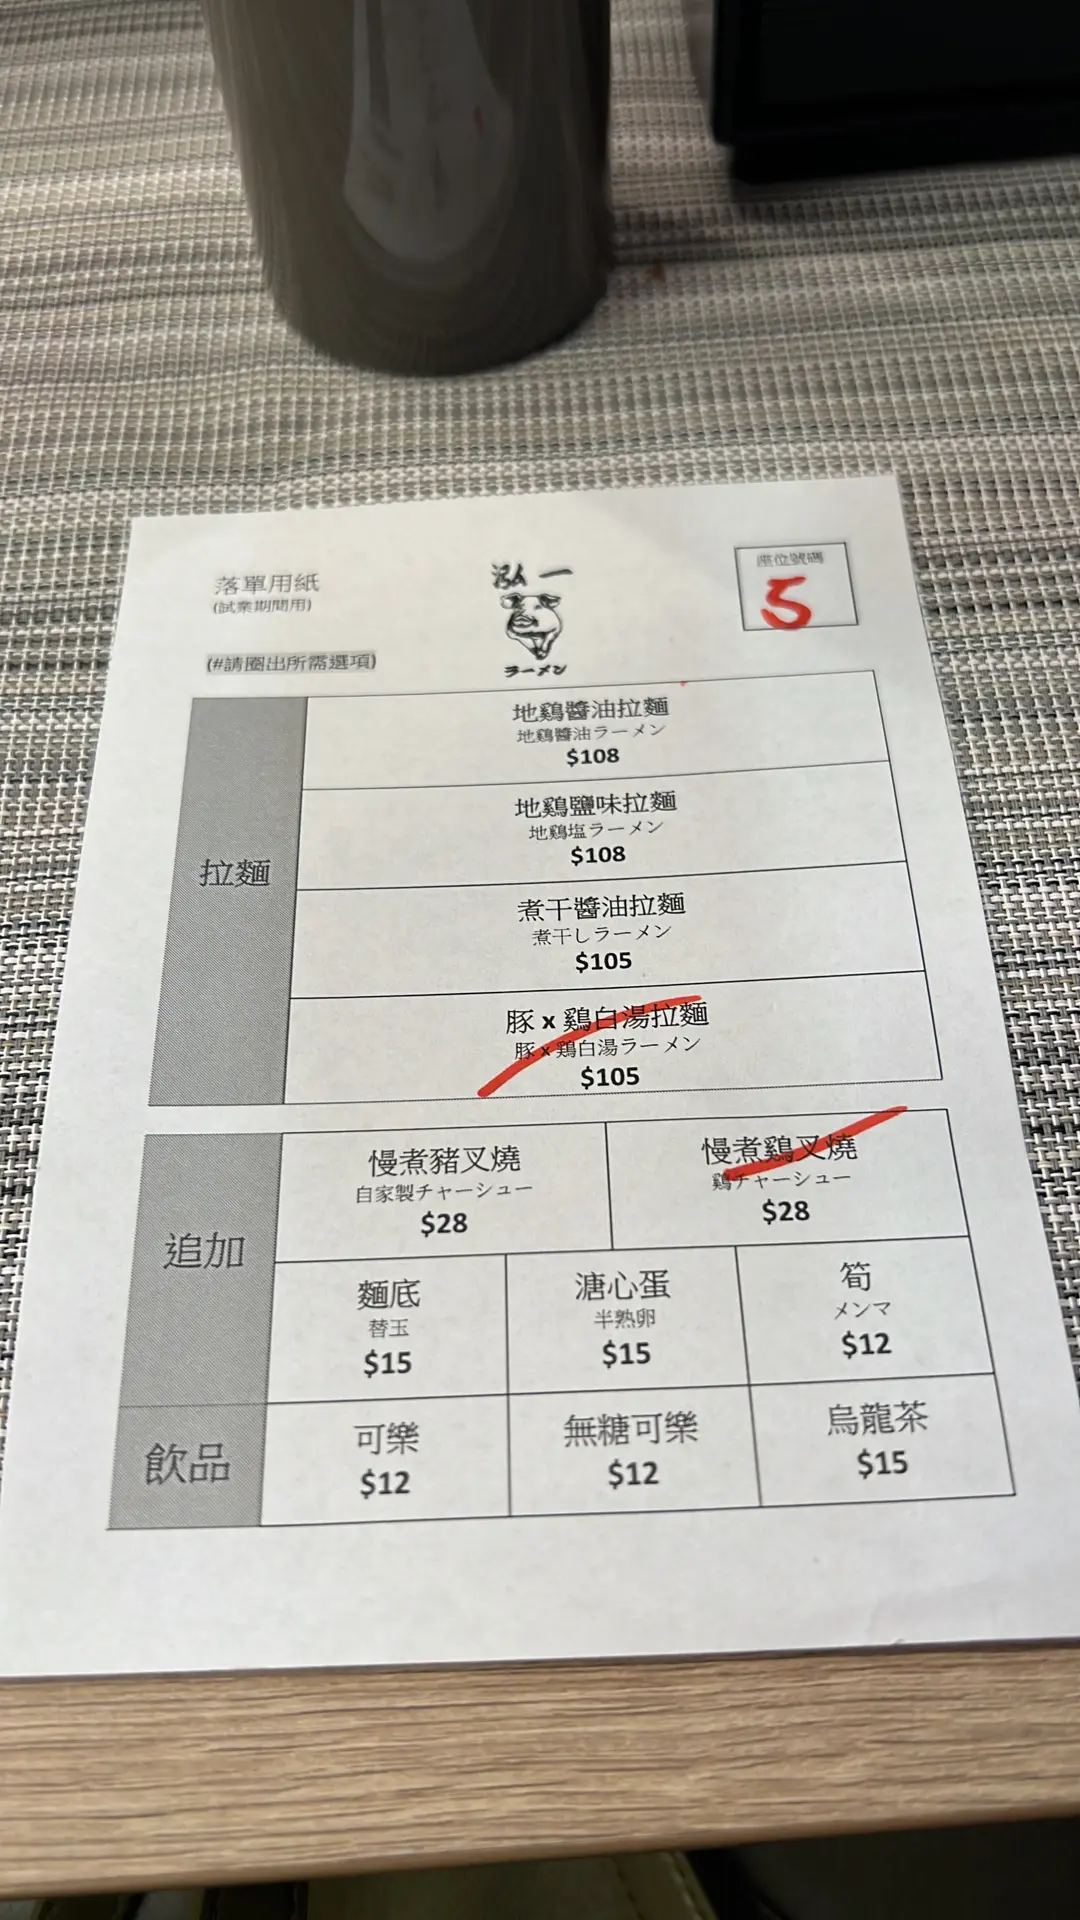 落單用紙
(試業期間用)
泓一
ラーメン
座位號碼
5
(#請圈出所需選項)
拉麵
地鷄醬油拉麵
地鶏醬油ラーメン
$108
地鷄鹽味拉麵
地鶏塩ラーメン
$108
煮干醬油拉麵
煮干しラーメン
$105
豚 x 鷄白湯拉麵
豚 x 鶏白湯ラーメン
$105
追加
慢煮豬叉燒
自家製チャーシュー
$28
慢煮鷄叉燒
鶏チャーシュー
$28
麵底
替玉
$15
溏心蛋
半熟卵
$15
筍
メンマ
$12
飲品
可樂
$12
無糖可樂
$12
烏龍茶
$15